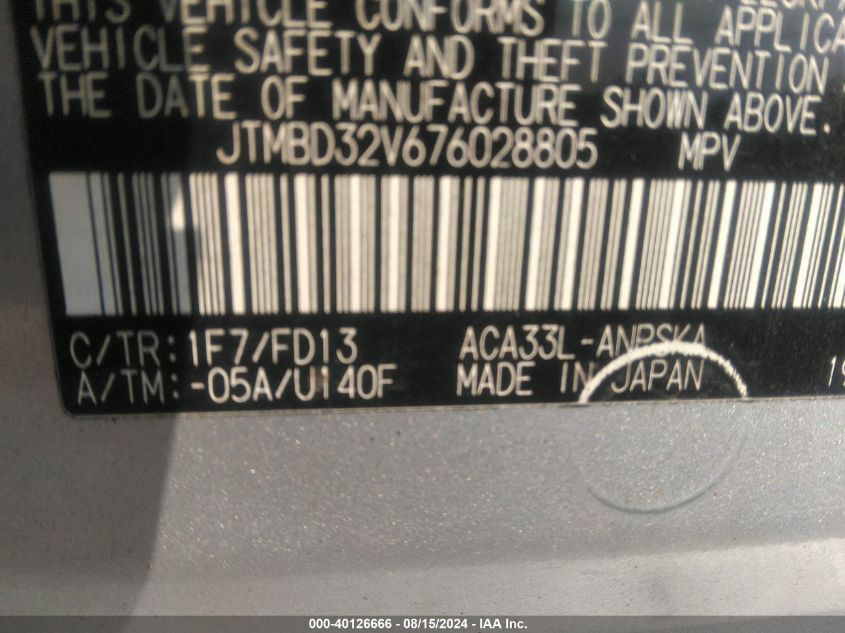 THIS VEHICLE CONFORMS TO ALL APPLICA
VEHICLE SAFETY AND THEFT PREVENTION
THE DATE OF MANUFACTURE SHOWN ABOVE.
JTMBD32V676028805 MPV
C/TR: 1F7/FD13 ACA33L-ANPSKA
A/TM: -05A/U140F MADE IN JAPAN 19
000-40126666 - 08/15/2024 - IAA Inc.